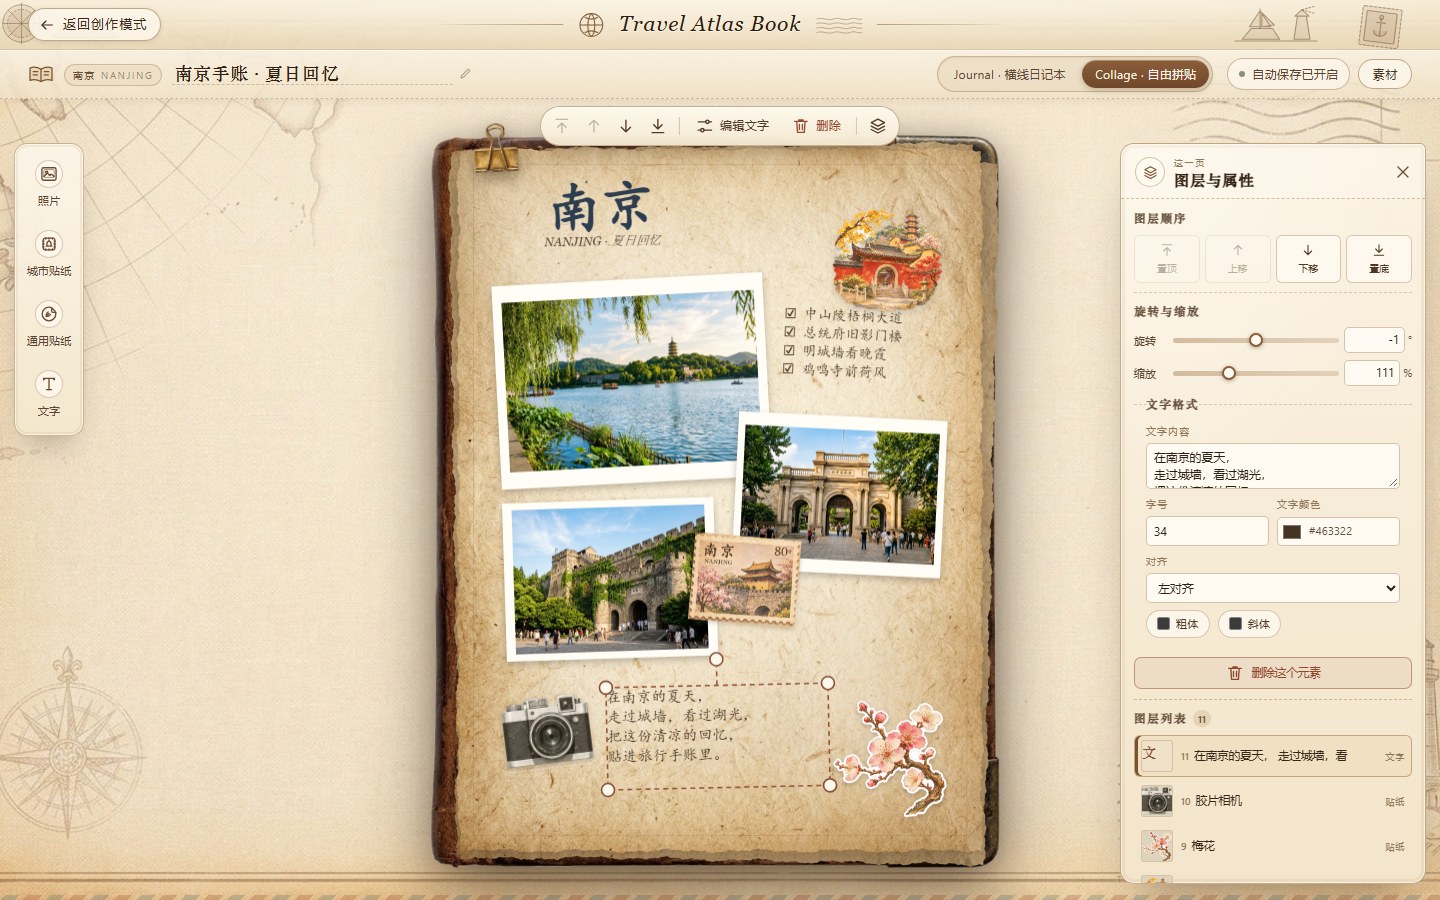 返回创作模式
Travel Atlas Book
南京 NANJING
南京手账 · 夏日回忆
Journal · 横线日记本
Collage · 自由拼贴
自动保存已开启
素材
编辑文字
删除
照片
城市贴纸
通用贴纸
文字
南京
NANJING · 夏日回忆
中山陵梧桐大道
总统府旧影门楼
明城墙看晚霞
鸡鸣寺前荷风
南京
NANJING
80
在南京的夏天，
走过城墙，看过湖光，
把这份清凉的回忆，
贴进旅行手账里。
这一页
图层与属性
图层顺序
置顶
上移
下移
置底
旋转与缩放
旋转
-1 °
缩放
111 %
文字格式
文字内容
在南京的夏天，
走过城墙，看过湖光，
字号
文字颜色
34
#463322
对齐
左对齐
粗体
斜体
删除这个元素
图层列表 11
文 11 在南京的夏天， 走过城墙，看 文字
10 胶片相机 贴纸
9 梅花 贴纸